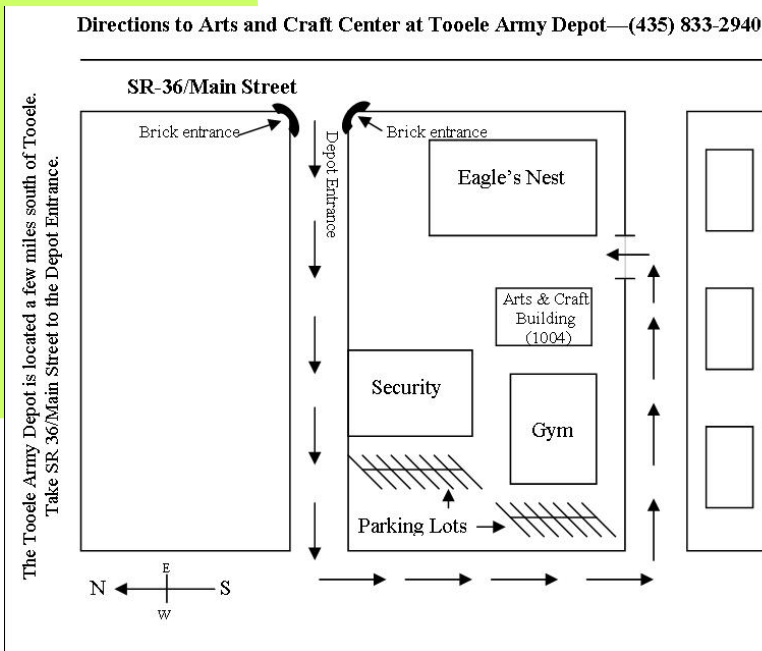 Directions to Arts and Craft Center at Tooele Army Depot—(435) 833-2940
SR-36/Main Street
Brick entrance
Brick entrance
Depot Entrance
Eagle's Nest
Arts & Craft
Building
(1004)
Security
Gym
Parking Lots
The Tooele Army Depot is located a few miles south of Tooele.
Take SR 36/Main Street to the Depot Entrance.
E
N
S
W